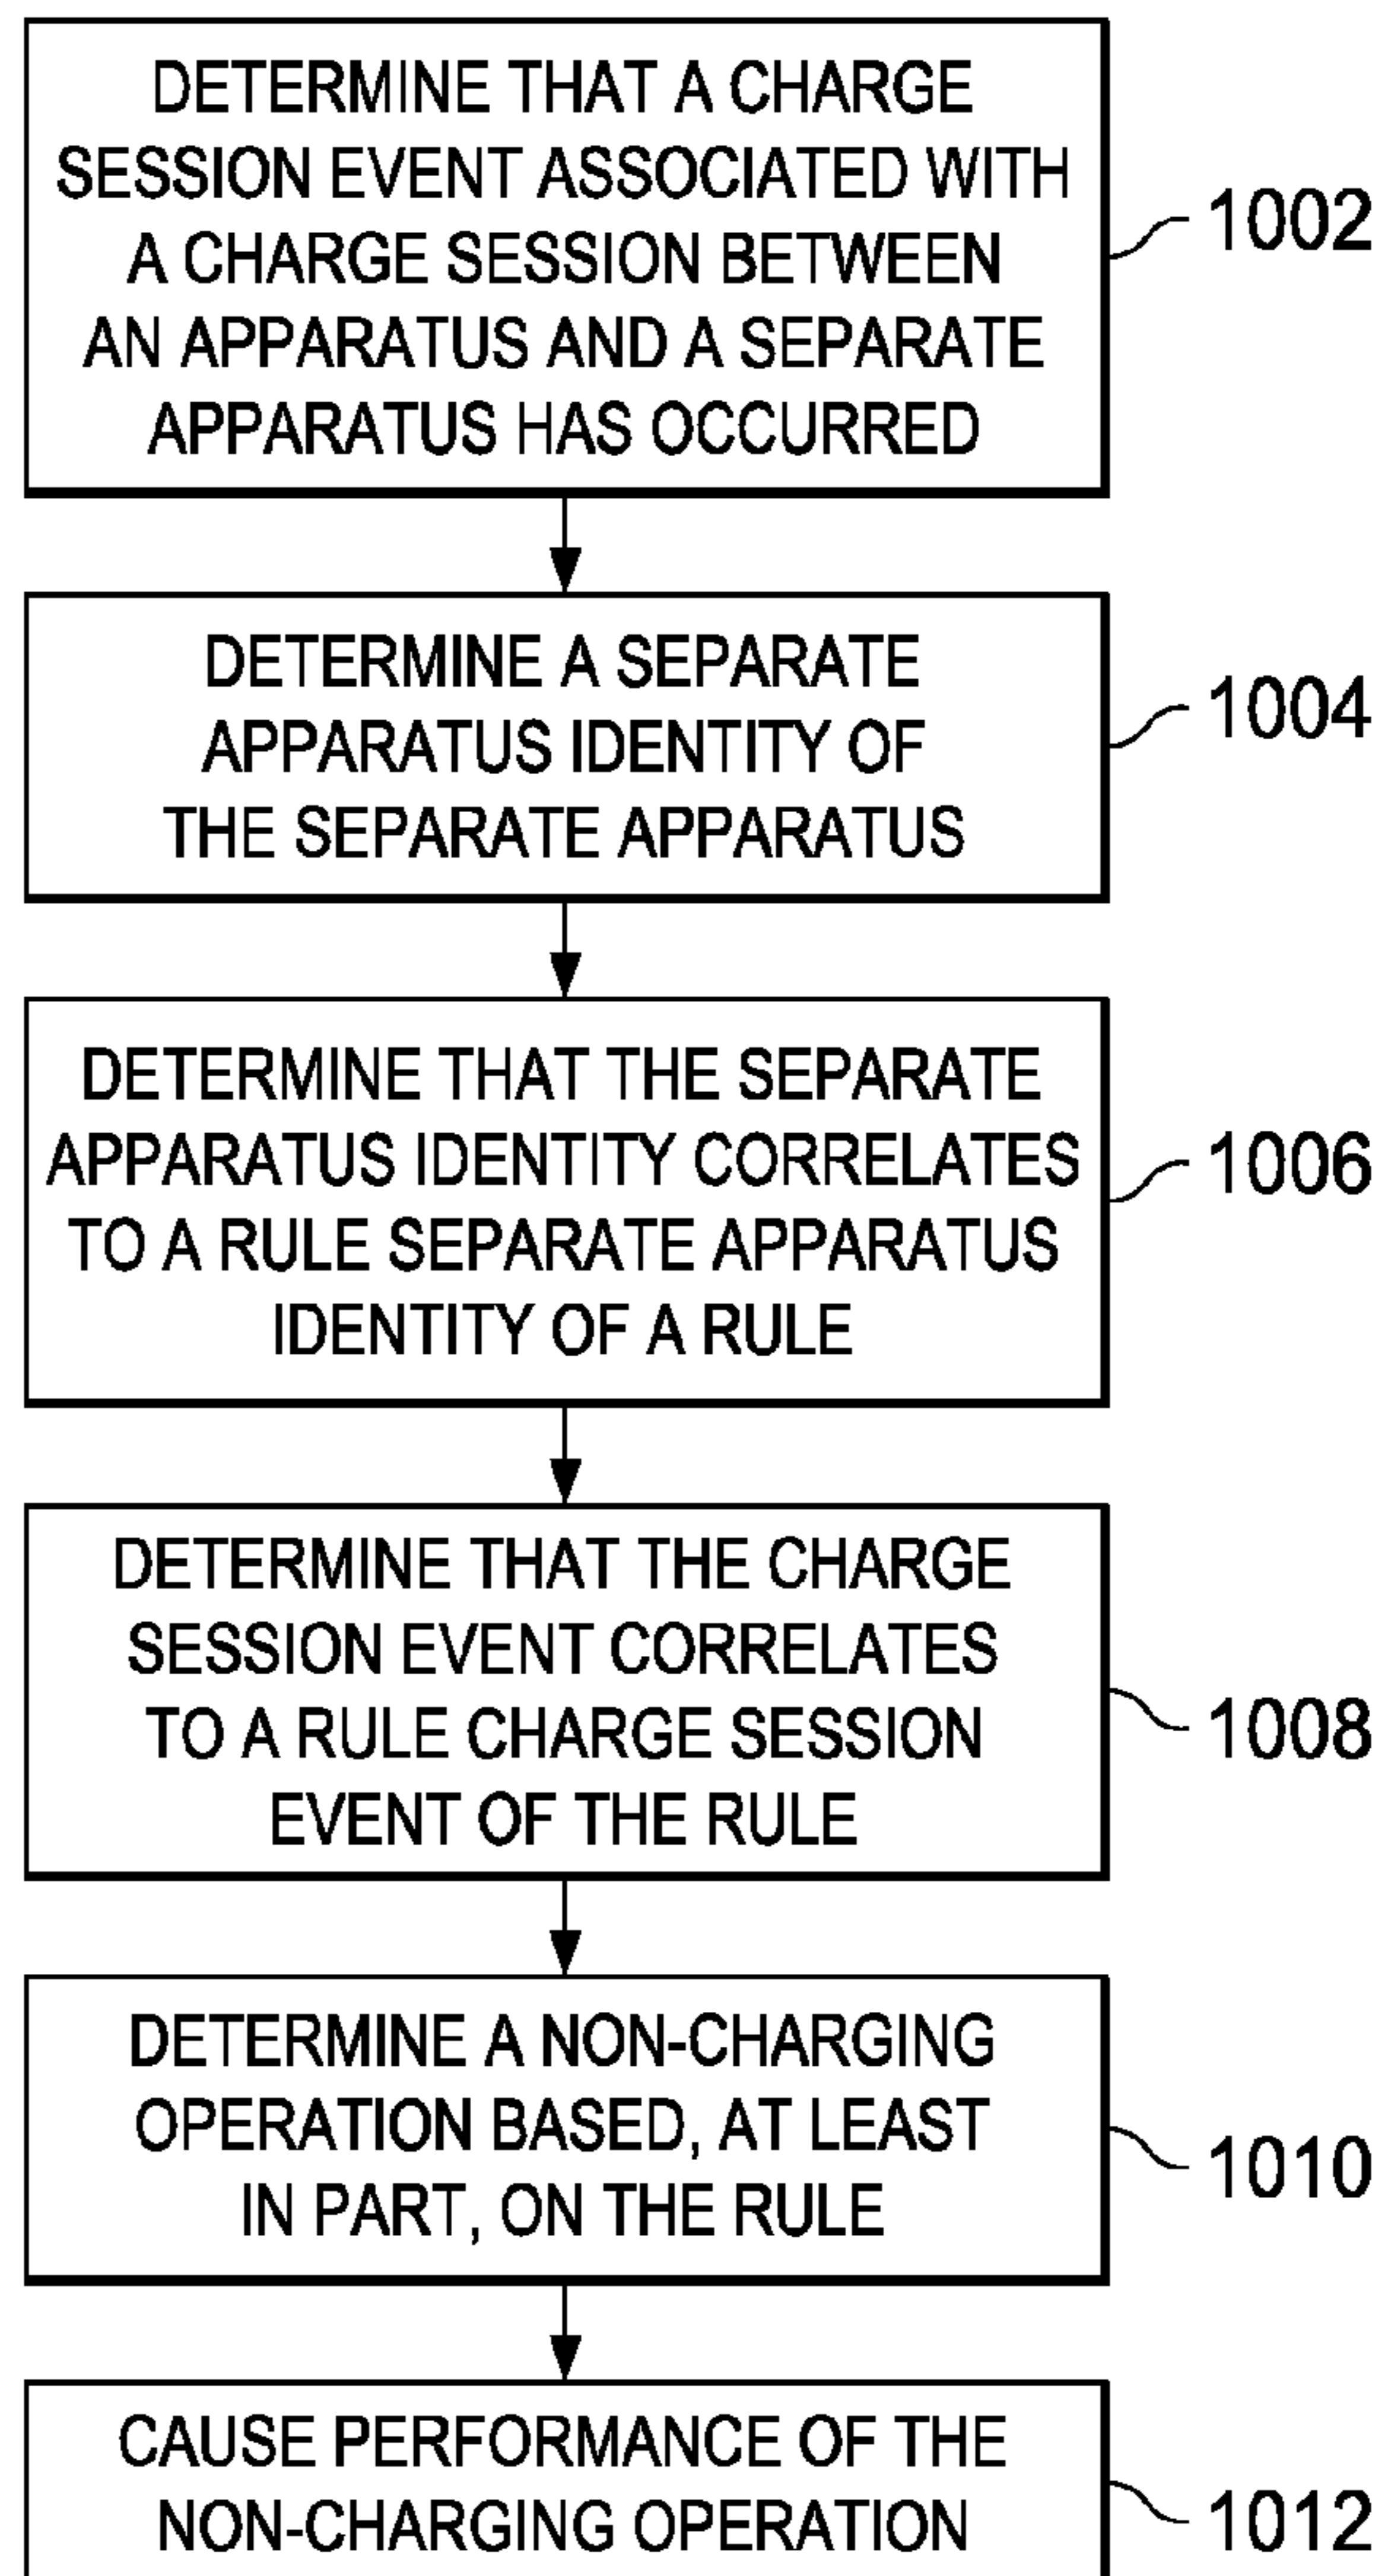 DETERMINE THAT A CHARGE
SESSION EVENT ASSOCIATED WITH
A CHARGE SESSION BETWEEN
AN APPARATUS AND A SEPARATE
APPARATUS HAS OCCURRED
1002
DETERMINE A SEPARATE
APPARATUS IDENTITY OF
THE SEPARATE APPARATUS
1004
DETERMINE THAT THE SEPARATE
APPARATUS IDENTITY CORRELATES
TO A RULE SEPARATE APPARATUS
IDENTITY OF A RULE
1006
DETERMINE THAT THE CHARGE
SESSION EVENT CORRELATES
TO A RULE CHARGE SESSION
EVENT OF THE RULE
1008
DETERMINE A NON-CHARGING
OPERATION BASED, AT LEAST
IN PART, ON THE RULE
1010
CAUSE PERFORMANCE OF THE
NON-CHARGING OPERATION
1012